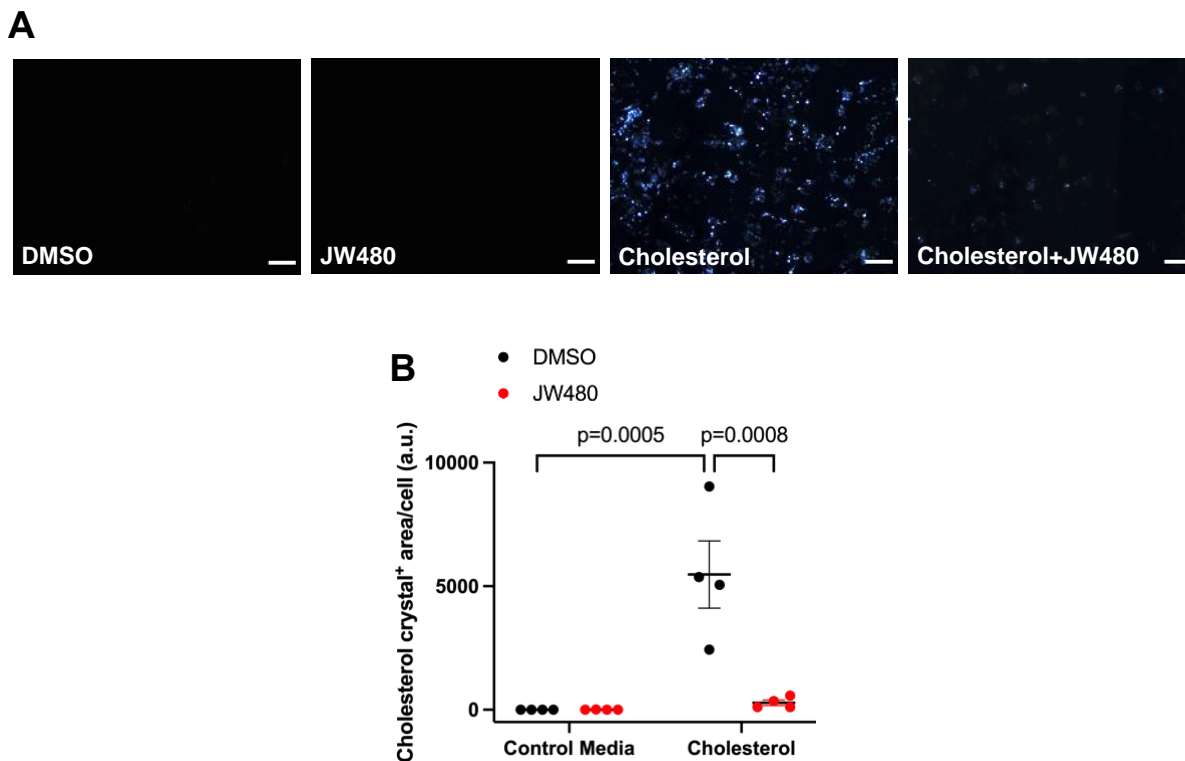 A
DMSO
JW480
Cholesterol
Cholesterol+JW480
B
DMSO
JW480
p=0.0005
p=0.0008
Cholesterol crystal⁺ area/cell (a.u.)
10000
5000
0
Control Media
Cholesterol